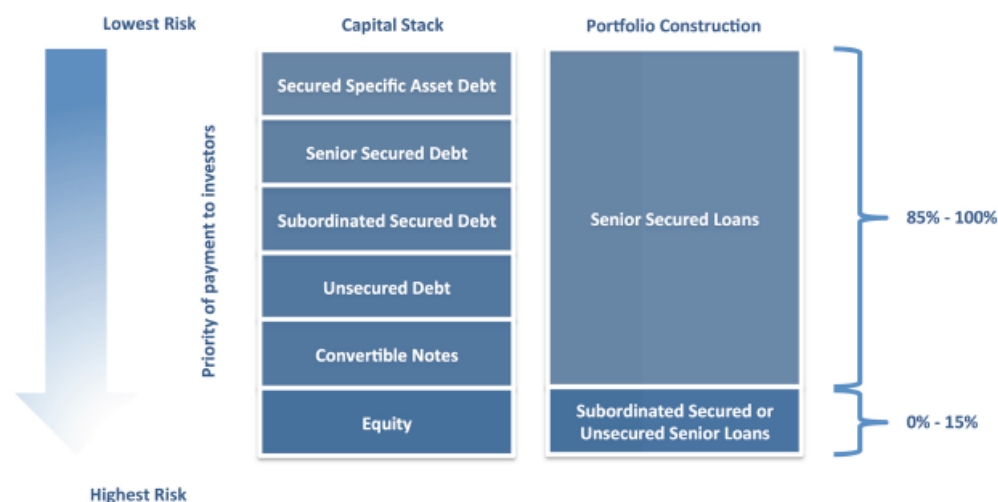 Lowest Risk
Capital Stack
Portfolio Construction
Priority of payment to investors
Secured Specific Asset Debt
Senior Secured Debt
Subordinated Secured Debt
Unsecured Debt
Convertible Notes
Equity
Senior Secured Loans
Subordinated Secured or
Unsecured Senior Loans
85% - 100%
0% - 15%
Highest Risk